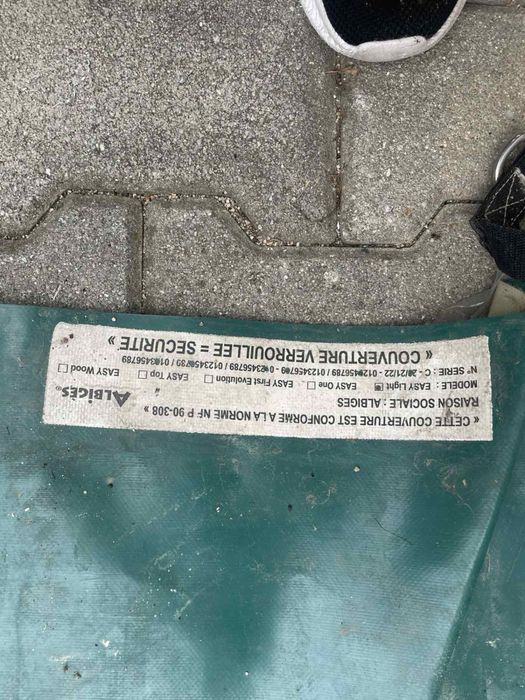 « CETTE COUVERTURE EST CONFORME A LA NORME NF P 90-308 »
RAISON SOCIALE : ALBIGES
MODELE : EASY Light EASY One EASY First Evolution EASY Top EASY Wood
N° SERIE : C - 20/21/22 - 0123456789 / 0123456789 - 0123456789 / 0123456789 / 0123456789
« COUVERTURE VERROUILLEE = SECURITE »
ALBIGÈS®